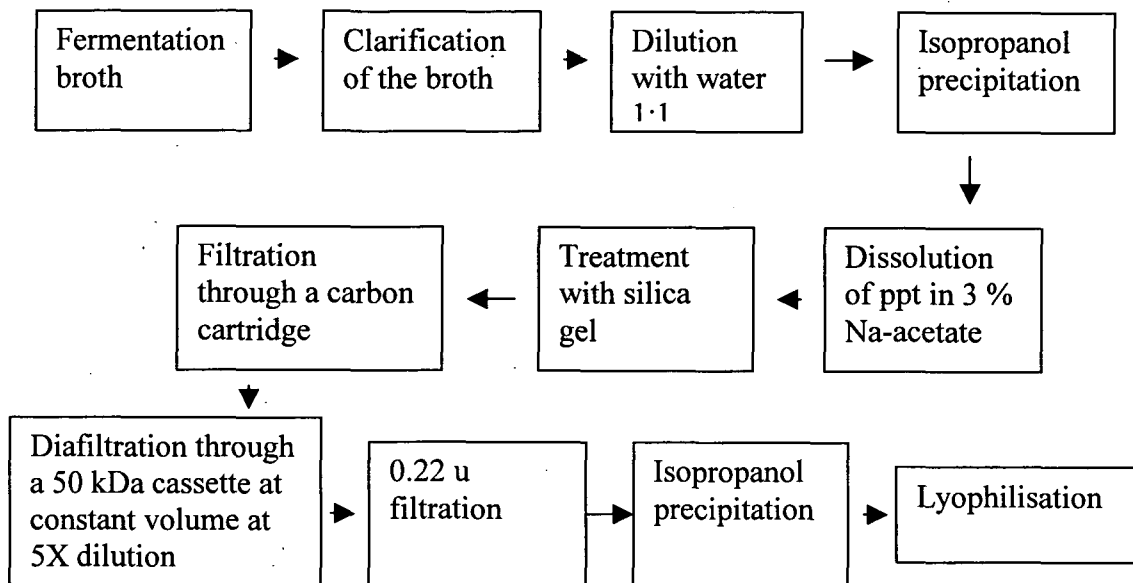 Fermentation
broth
Clarification
of the broth
Dilution
with water
1·1
Isopropanol
precipitation
Dissolution
of ppt in 3 %
Na-acetate
Treatment
with silica
gel
Filtration
through a carbon
cartridge
Diafiltration through
a 50 kDa cassette at
constant volume at
5X dilution
0.22 u
filtration
Isopropanol
precipitation
Lyophilisation